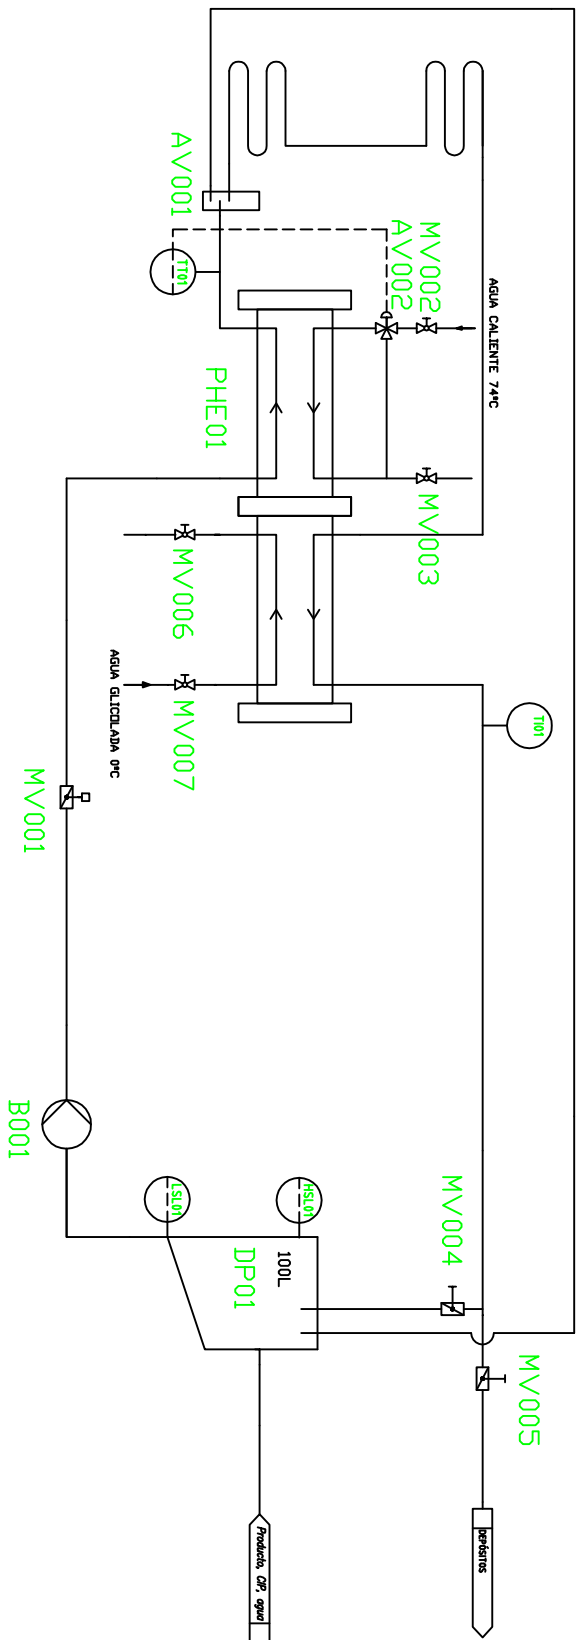 AV001
TT01
MV002
AV002
AGUA CALIENTE 74ºC
PHE01
MV003
MV006
AGUA GLICOLADA 0ºC
MV007
TI01
MV001
B001
LSL01
HSL01
DP01
100L
MV004
MV005
DEPÓSITOS
Producto, CIP, agua